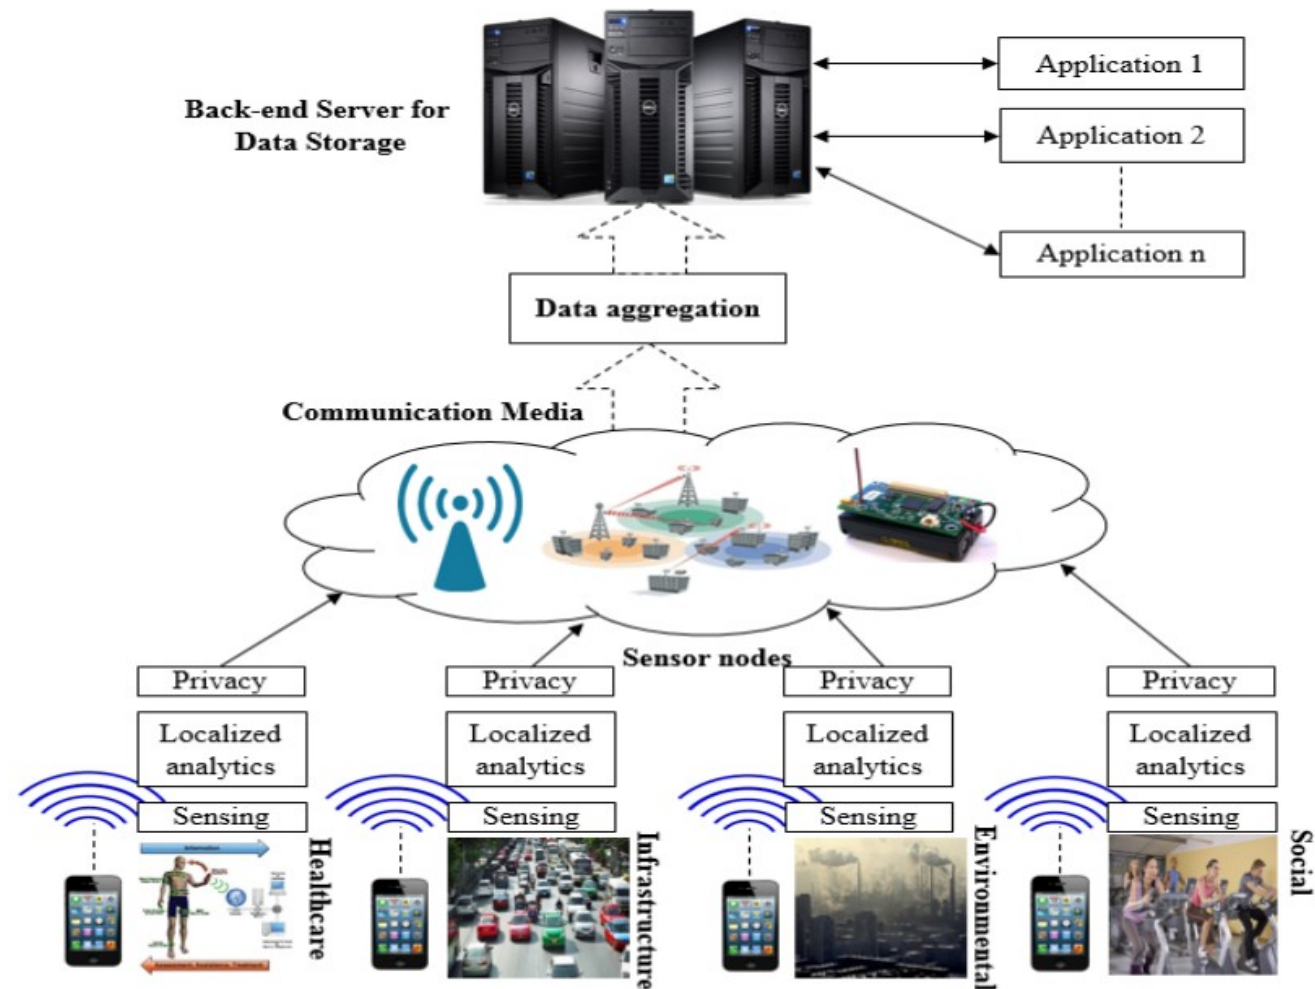 Back-end Server for
Data Storage
Application 1
Application 2
Application n
Data aggregation
Communication Media
Sensor nodes
Privacy
Privacy
Privacy
Privacy
Localized
analytics
Localized
analytics
Localized
analytics
Localized
analytics
Sensing
Sensing
Sensing
Sensing
Healthcare
Infrastructure
Environmental
Social
Information